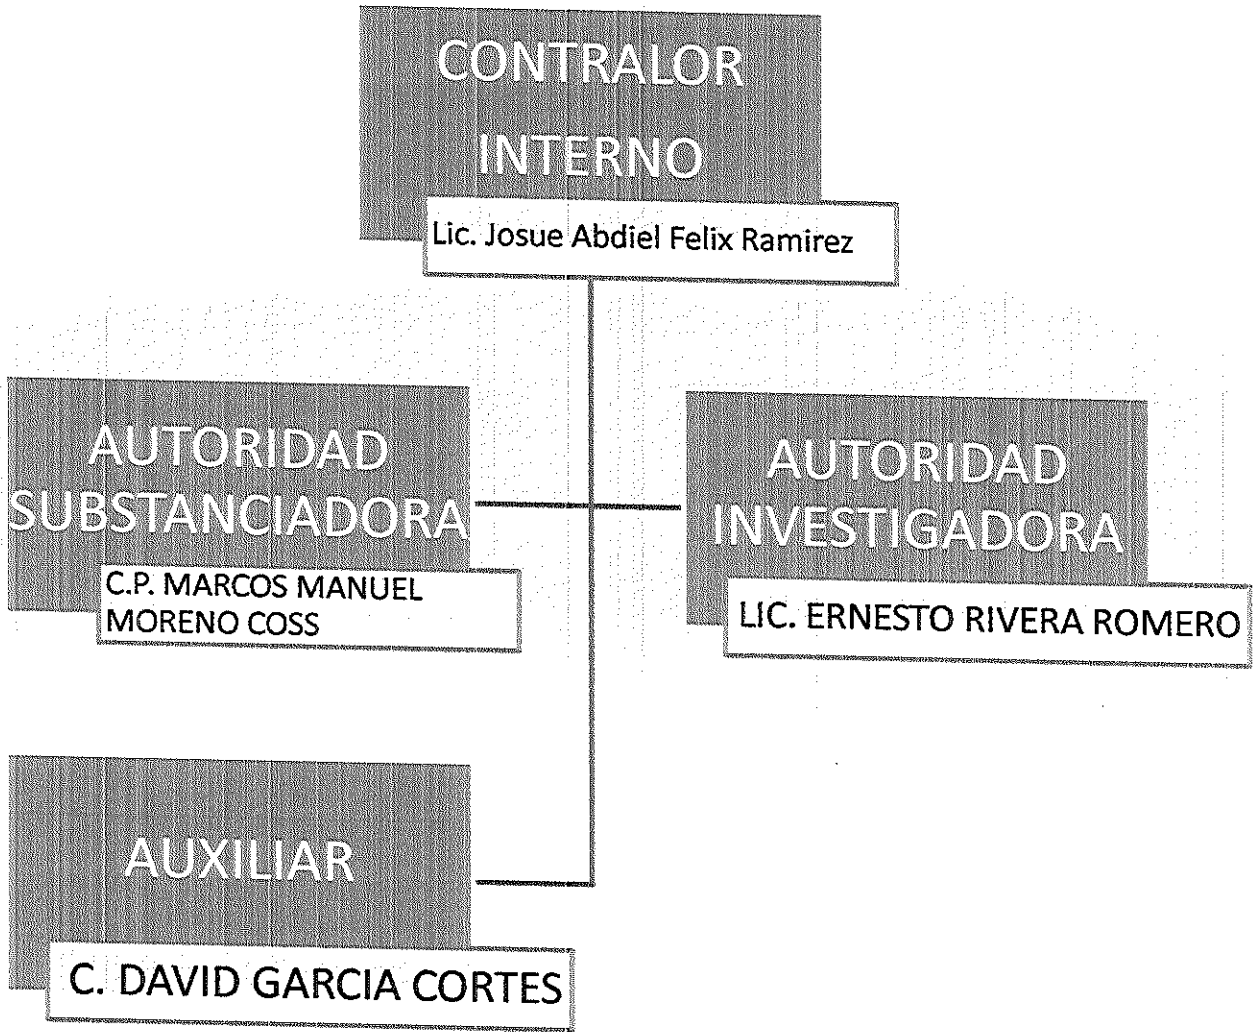 CONTRALOR
INTERNO
Lic. Josue Abdiel Felix Ramirez
AUTORIDAD
SUBSTANCIADORA
C.P. MARCOS MANUEL
MORENO COSS
AUTORIDAD
INVESTIGADORA
LIC. ERNESTO RIVERA ROMERO
AUXILIAR
C. DAVID GARCIA CORTES